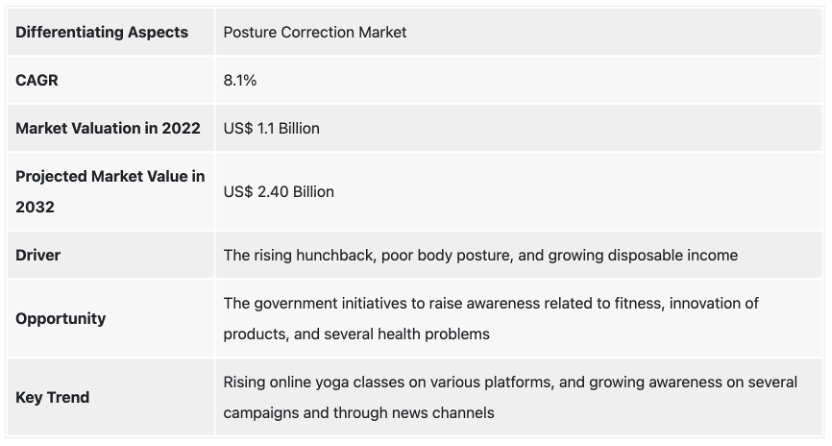 Differentiating Aspects Posture Correction Market
CAGR 8.1%
Market Valuation in 2022 US$ 1.1 Billion
Projected Market Value in
2032
US$ 2.40 Billion
Driver The rising hunchback, poor body posture, and growing disposable income
Opportunity
The government initiatives to raise awareness related to fitness, innovation of
products, and several health problems
Key Trend
Rising online yoga classes on various platforms, and growing awareness on several
campaigns and through news channels